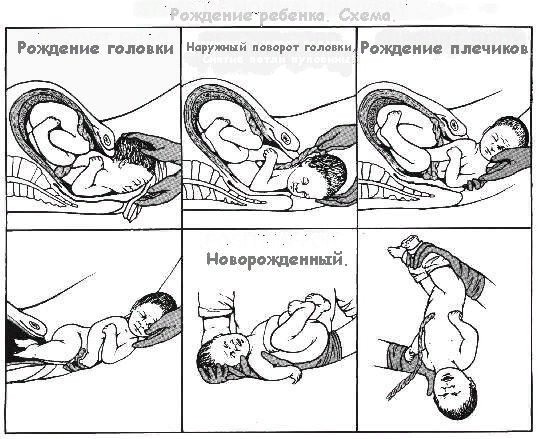 Рождение ребенка. Схема.
Рождение головки
Наружный поворот головки.
Снятие петли пуповины.
Рождение плечиков
Новорожденный.